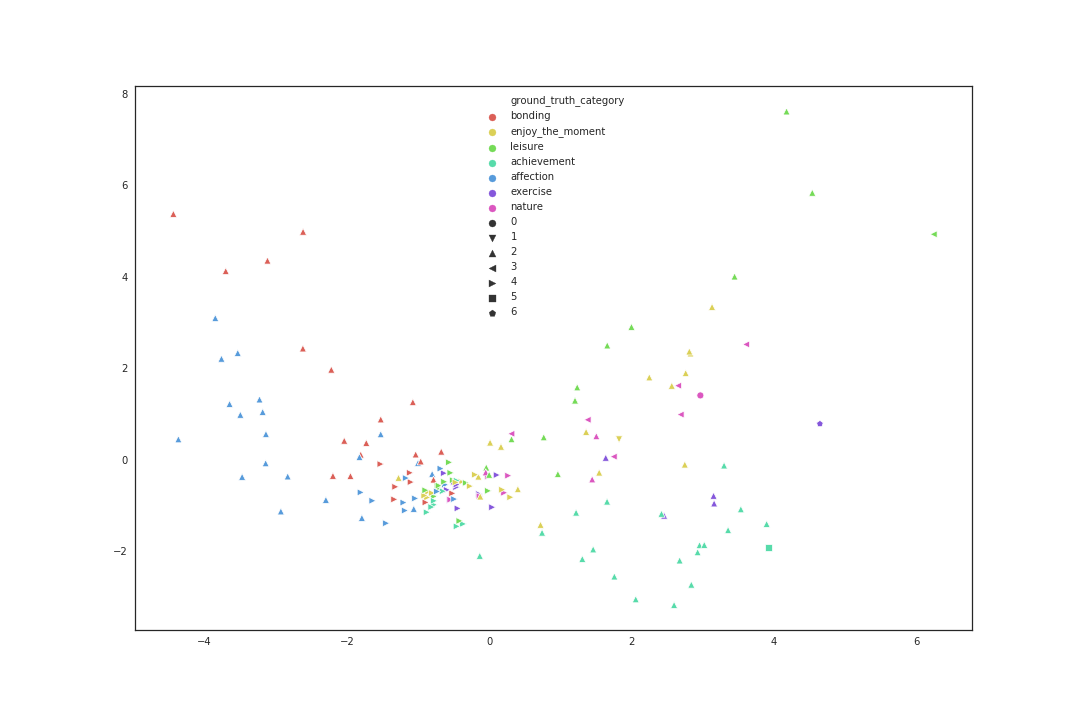 ground_truth_category
bonding
enjoy_the_moment
leisure
achievement
affection
exercise
nature
0
1
2
3
4
5
6
8
6
4
2
0
−2
−4
−2
0
2
4
6